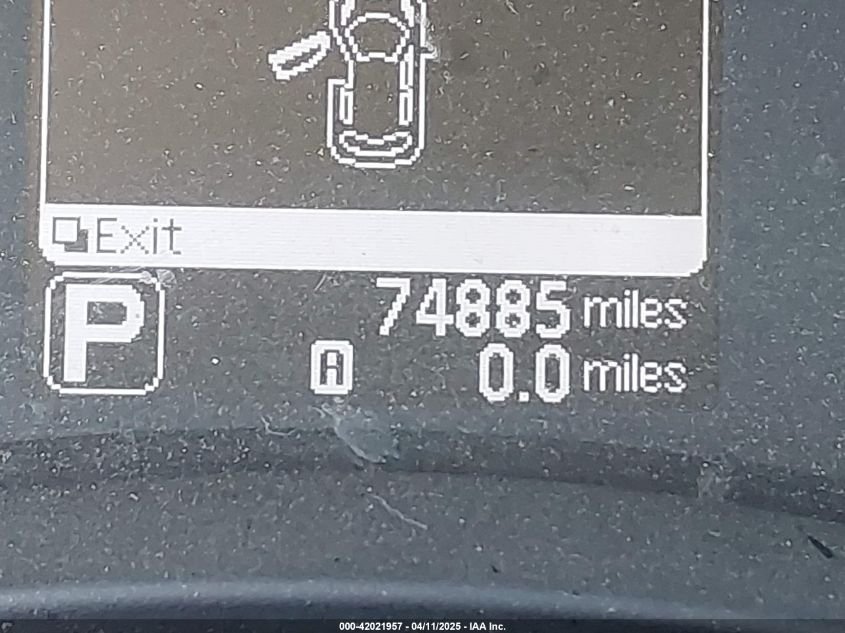 Exit
P
74885 miles
A 0.0 miles
000-42021957 - 04/11/2025 - IAA Inc.